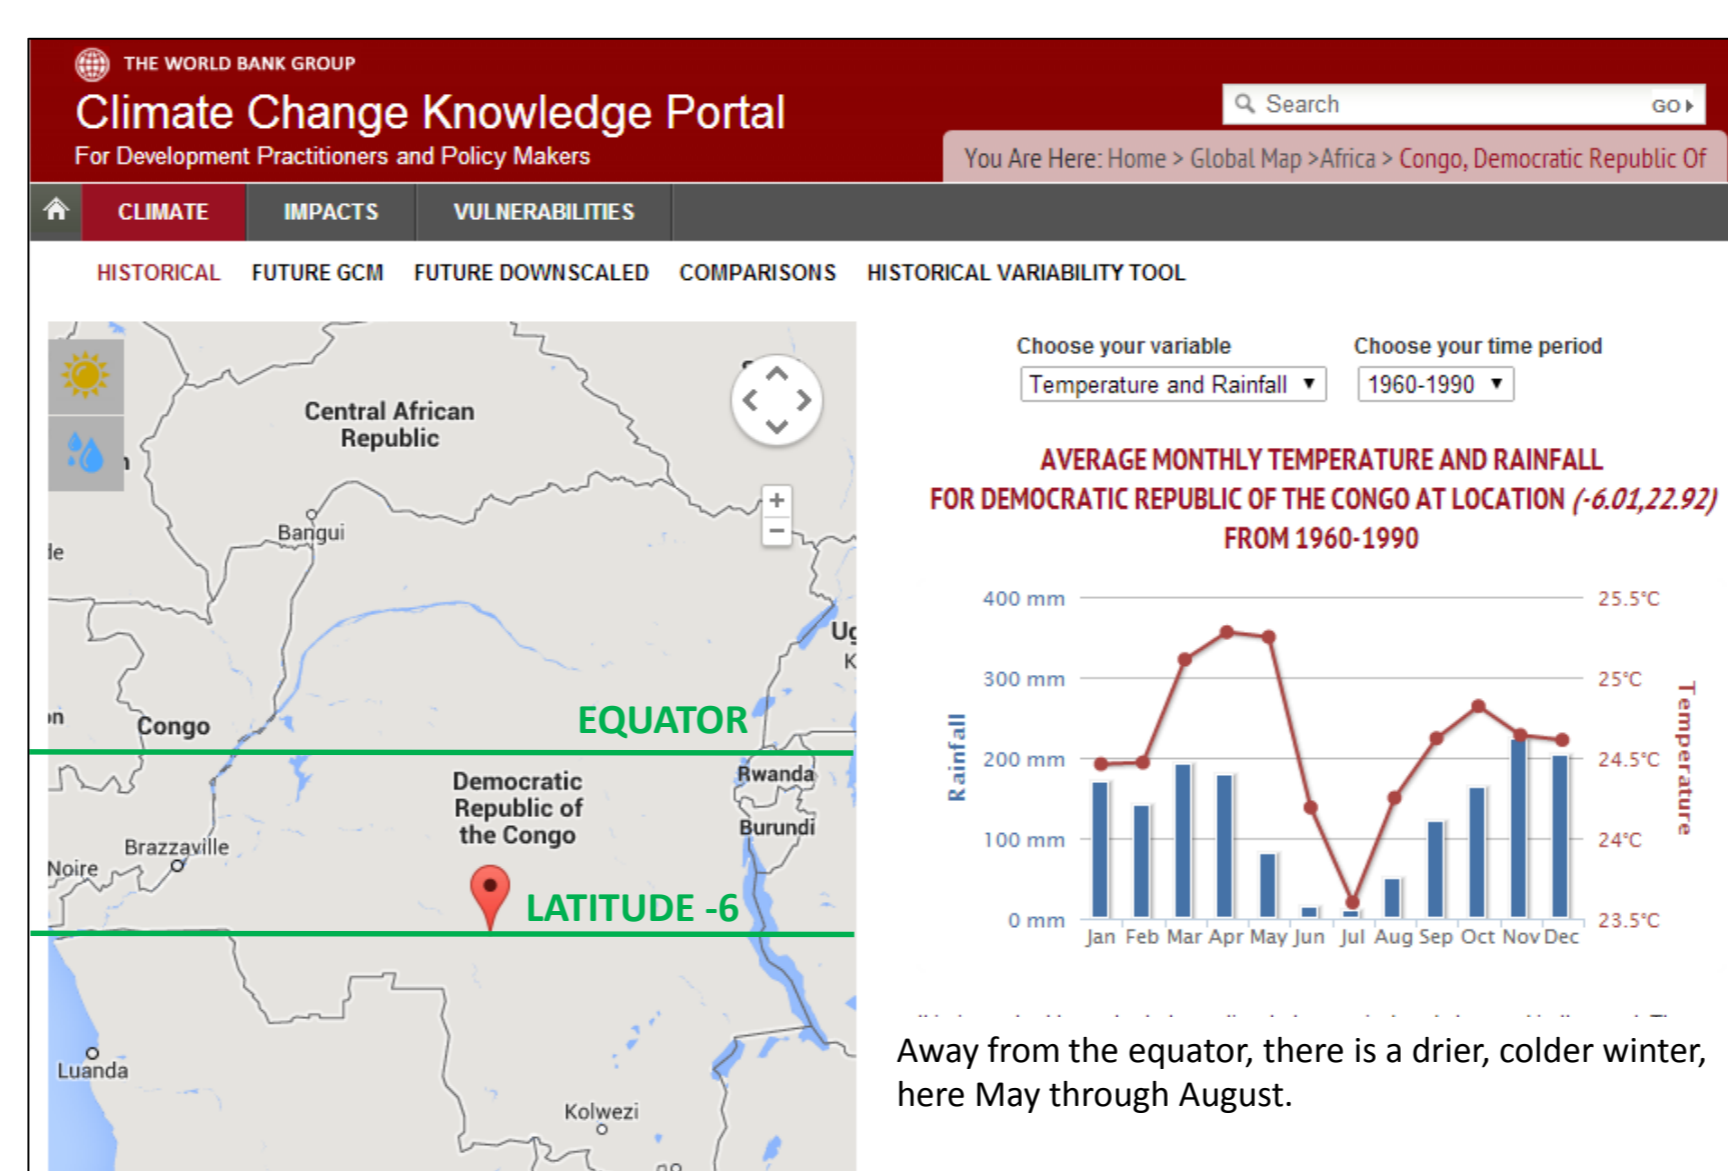 THE WORLD BANK GROUP
Climate Change Knowledge Portal
For Development Practitioners and Policy Makers
Search GO
You Are Here: Home > Global Map >Africa > Congo, Democratic Republic Of
CLIMATE IMPACTS VULNERABILITIES
HISTORICAL FUTURE GCM FUTURE DOWNSCALED COMPARISONS HISTORICAL VARIABILITY TOOL
Central African
Republic
Bangui
Congo
EQUATOR
Democratic
Republic of
the Congo
Rwanda
Burundi
Brazzaville
Noire
LATITUDE -6
Luanda
Kolwezi
Choose your variable Choose your time period
Temperature and Rainfall 1960-1990
AVERAGE MONTHLY TEMPERATURE AND RAINFALL
FOR DEMOCRATIC REPUBLIC OF THE CONGO AT LOCATION (-6.01,22.92)
FROM 1960-1990
400 mm 25.5°C
300 mm 25°C
200 mm 24.5°C
100 mm 24°C
0 mm 23.5°C
Rainfall
Temperature
Jan Feb Mar Apr May Jun Jul Aug Sep Oct Nov Dec
Away from the equator, there is a drier, colder winter,
here May through August.